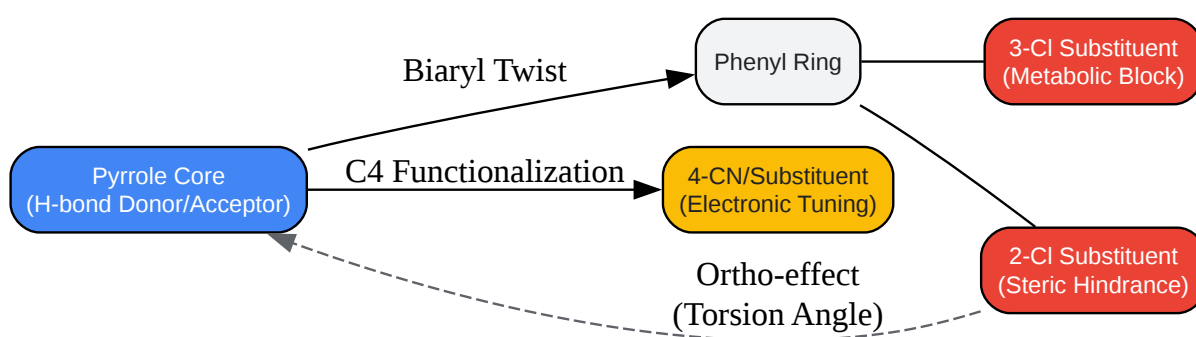 Biaryl Twist
Phenyl Ring
3-Cl Substituent
(Metabolic Block)
Pyrrole Core
(H-bond Donor/Acceptor)
C4 Functionalization
4-CN/Substituent
(Electronic Tuning)
2-Cl Substituent
(Steric Hindrance)
Ortho-effect
(Torsion Angle)